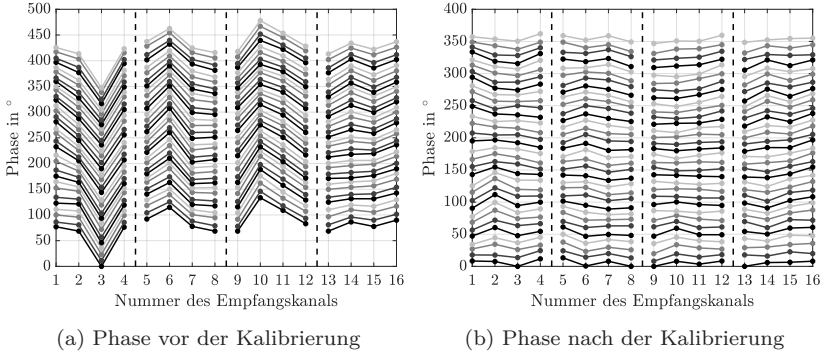 500
450
400
350
300
250
200
150
100
50
0
Phase in °
1 2 3 4 5 6 7 8 9 10 11 12 13 14 15 16
Nummer des Empfangskanals
(a) Phase vor der Kalibrierung
400
350
300
250
200
150
100
50
0
Phase in °
1 2 3 4 5 6 7 8 9 10 11 12 13 14 15 16
Nummer des Empfangskanals
(b) Phase nach der Kalibrierung